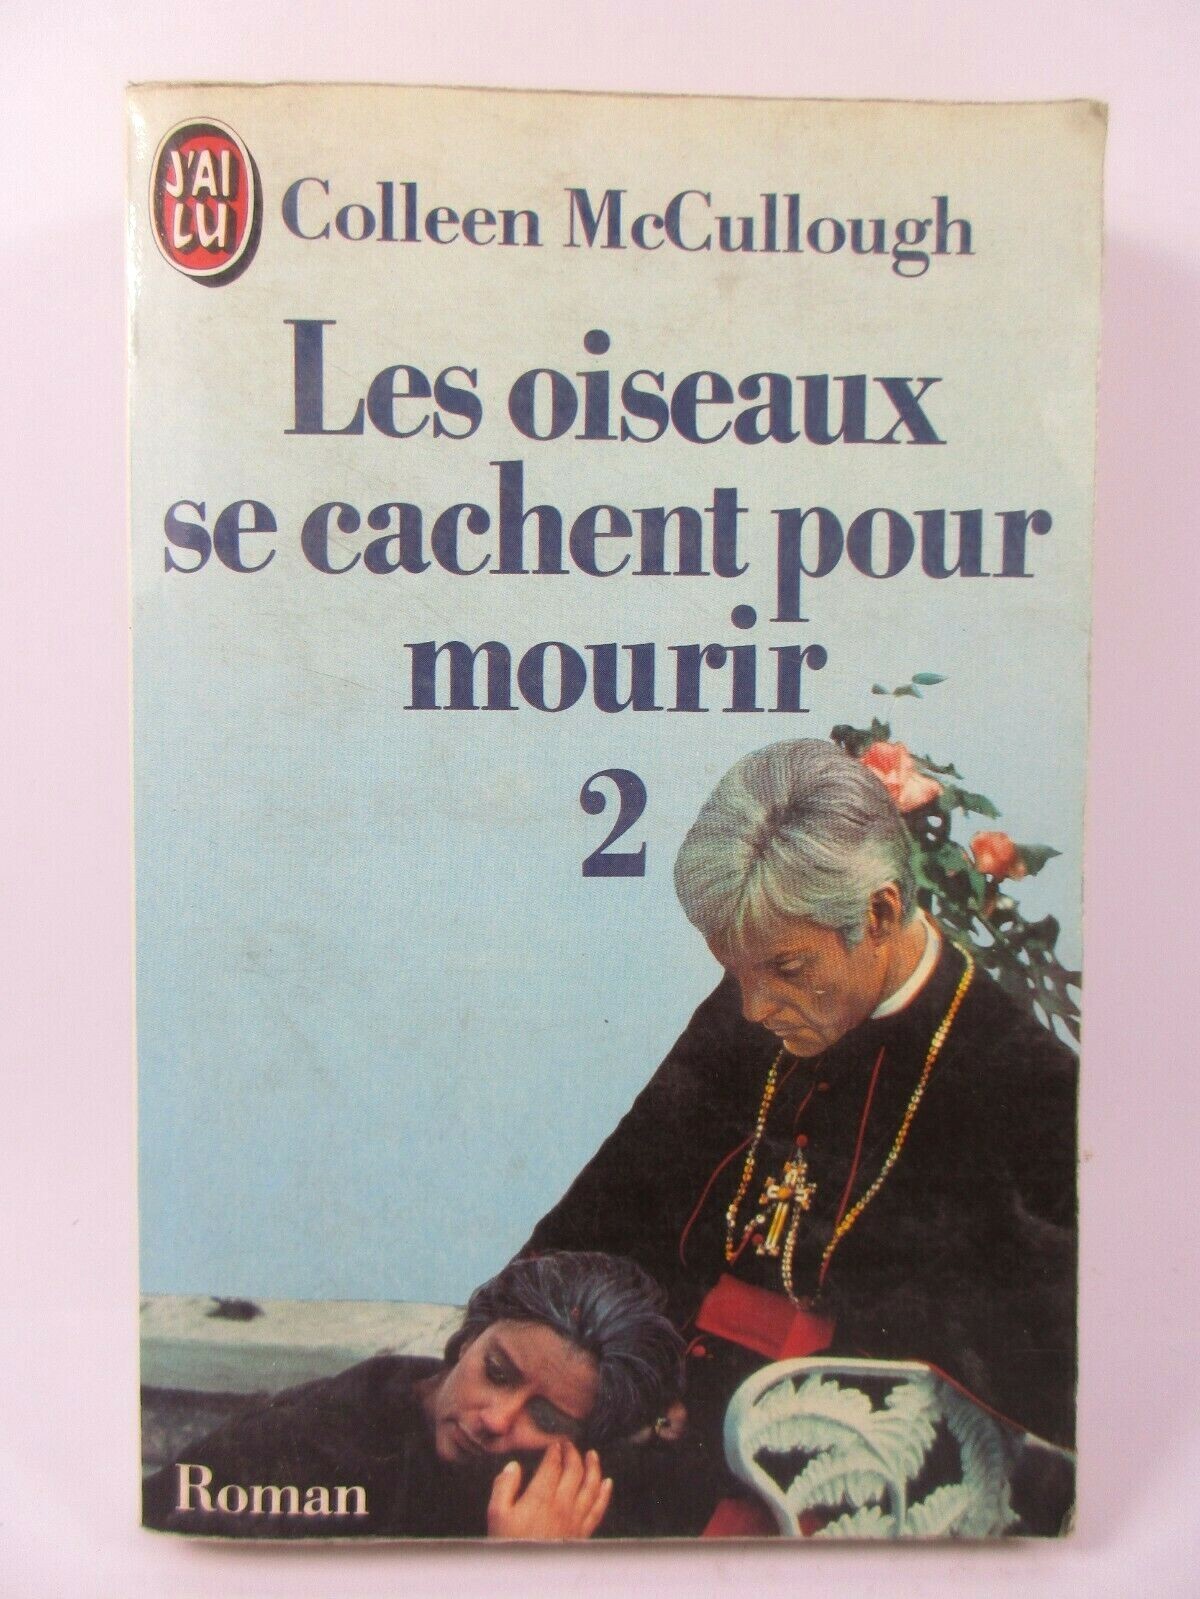 J'AI
LU
Colleen McCullough
Les oiseaux
se cachent pour
mourir
2
Roman